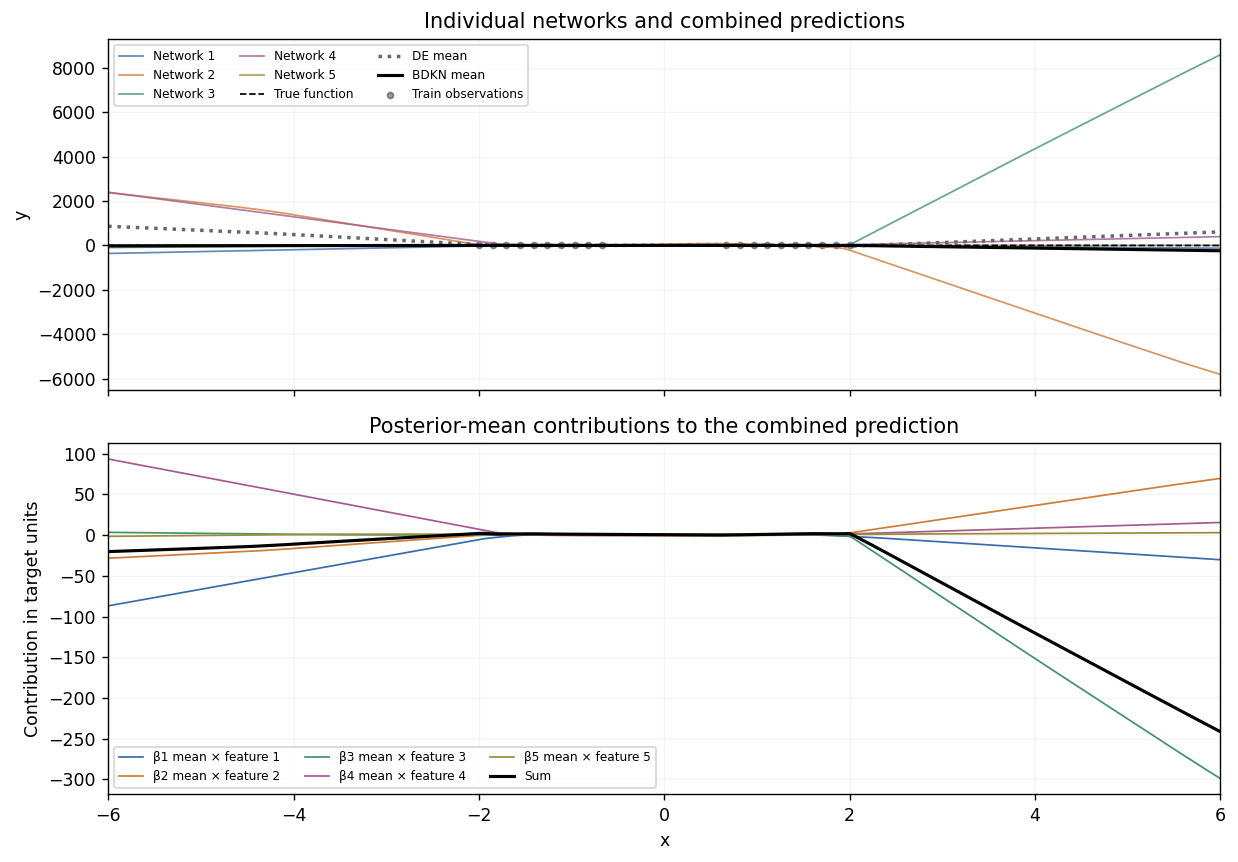 Individual networks and combined predictions
Network 1 Network 4 DE mean
Network 2 Network 5 BDKN mean
Network 3 True function Train observations
8000
6000
4000
2000
0
−2000
−4000
−6000
y
Posterior-mean contributions to the combined prediction
100
50
0
−50
−100
−150
−200
−250
−300
Contribution in target units
β1 mean × feature 1 β3 mean × feature 3 β5 mean × feature 5
β2 mean × feature 2 β4 mean × feature 4 Sum
−6 −4 −2 0 2 4 6
x